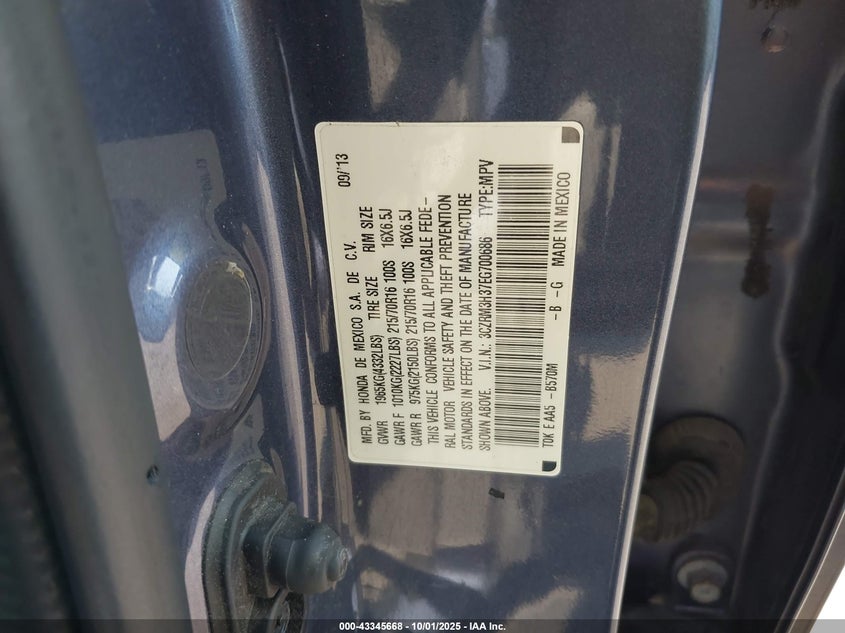 MFD. BY HONDA DE MEXICO S.A. DE C.V. 09/13
GVWR 1965KG(4332LBS) TIRE SIZE RIM SIZE
GAWR F 1010KG(2227LBS) 215/70R16 100S 16X6.5J
GAWR R 975KG(2150LBS) 215/70R16 100S 16X6.5J
THIS VEHICLE CONFORMS TO ALL APPLICABLE FEDE-
RAL MOTOR VEHICLE SAFETY AND THEFT PREVENTION
STANDARDS IN EFFECT ON THE DATE OF MANUFACTURE
SHOWN ABOVE. V.I.N.: 3CZRM3H37EG700686 TYPE:MPV
T0K E AA5 -B570M -B -G MADE IN MEXICO
000-43345668 - 10/01/2025 - IAA Inc.